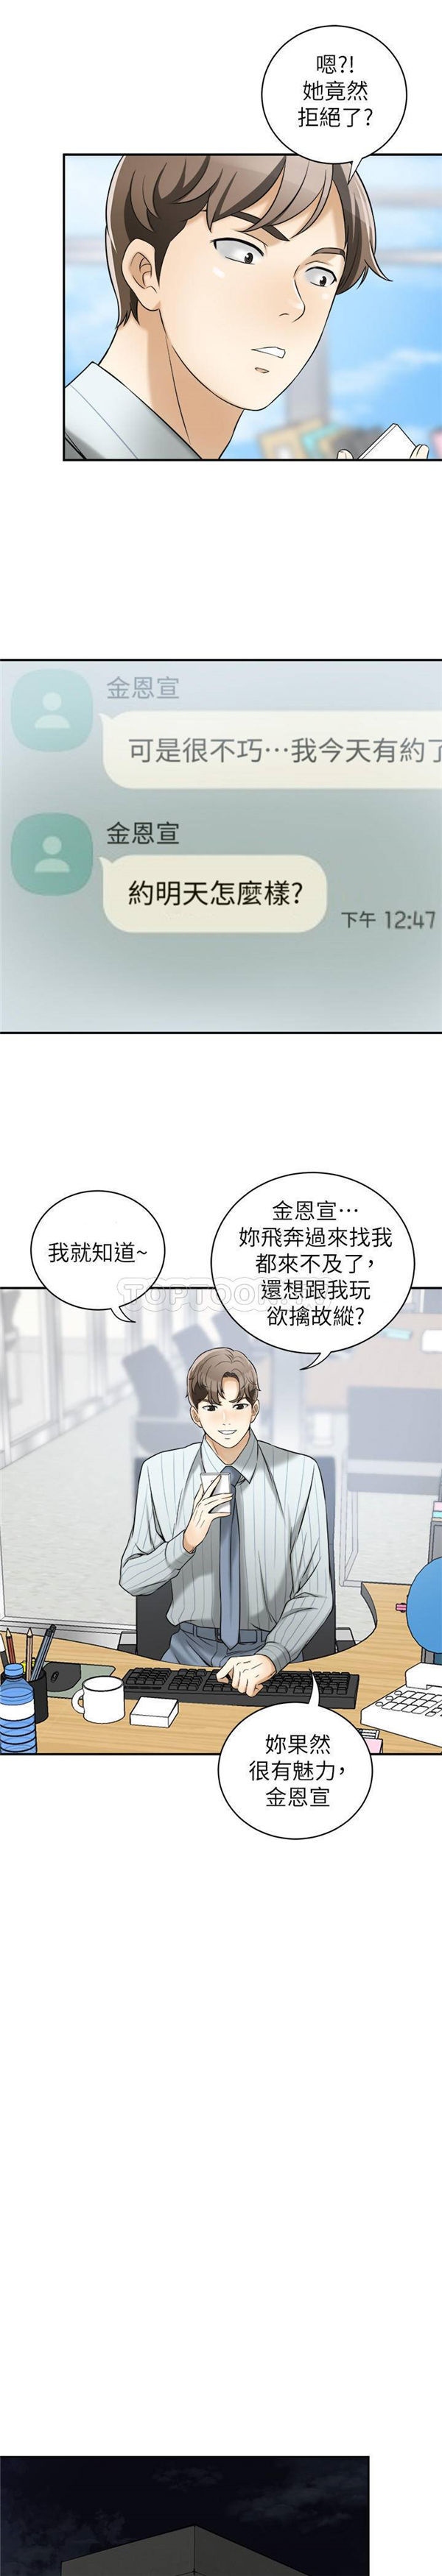 嗯?!
她竟然
拒絕了?
金恩宣
可是很不巧…我今天有約了
金恩宣
約明天怎麼樣?
下午 12:47
我就知道~
金恩宣…
妳飛奔過來找我
都來不及了,
還想跟我玩
欲擒故縱?
TOPTOON
妳果然
很有魅力,
金恩宣